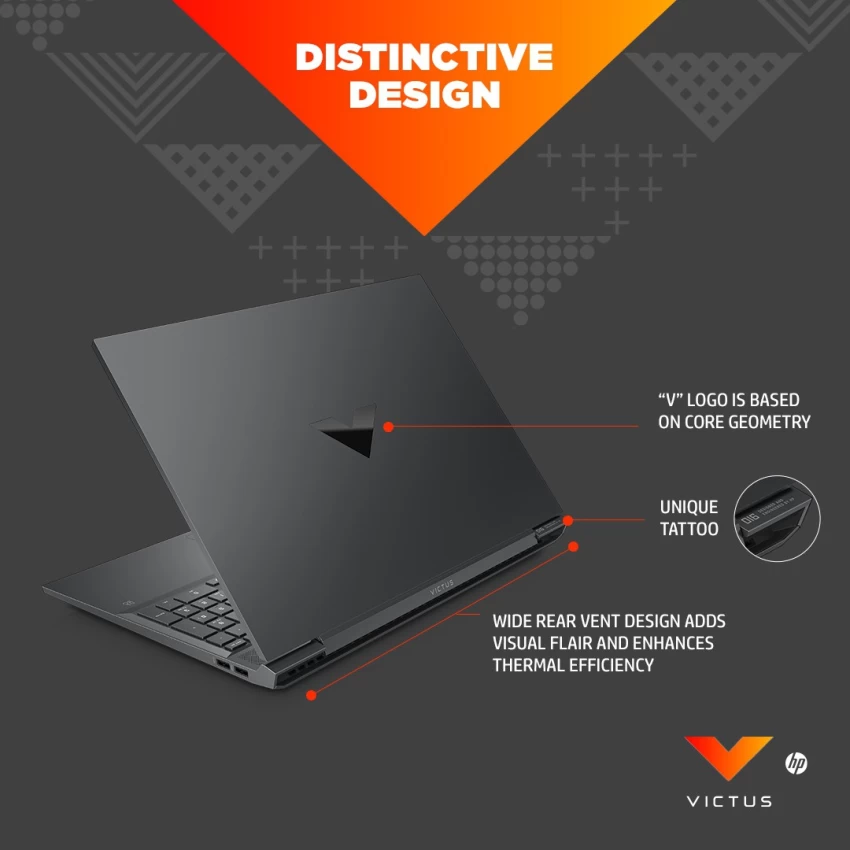 DISTINCTIVE
DESIGN
“V” LOGO IS BASED
ON CORE GEOMETRY
UNIQUE
TATTOO
016
VICTUS
WIDE REAR VENT DESIGN ADDS
VISUAL FLAIR AND ENHANCES
THERMAL EFFICIENCY
hp
VICTUS